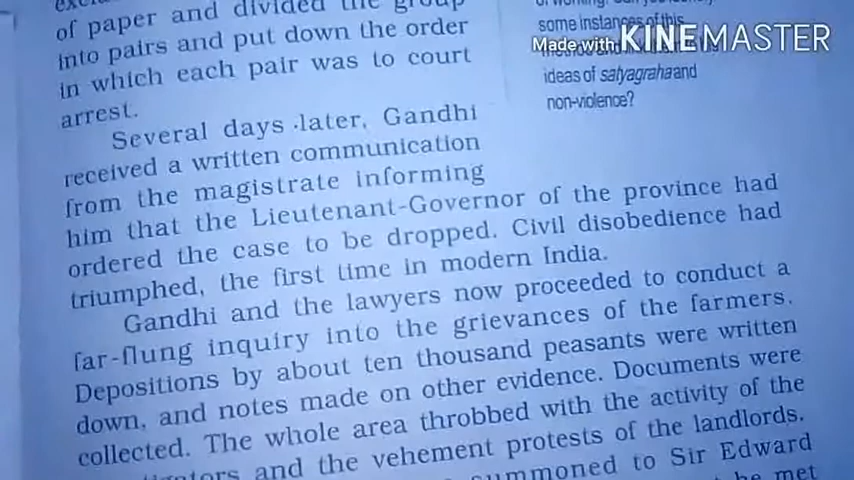 of paper and divided the group
into pairs and put down the order
in which each pair was to court
arrest.
Several days later, Gandhi
received a written communication
from the magistrate informing
him that the Lieutenant-Governor of the province had
ordered the case to be dropped. Civil disobedience had
triumphed, the first time in modern India.
Gandhi and the lawyers now proceeded to conduct a
far-flung inquiry into the grievances of the farmers.
Depositions by about ten thousand peasants were written
down, and notes made on other evidence. Documents were
collected. The whole area throbbed with the activity of the
and the vehement protests of the landlords.
summoned to Sir Edward
he met
some instances of this
Made with KINEMASTER
ideas of satyagraha and
non-violence?